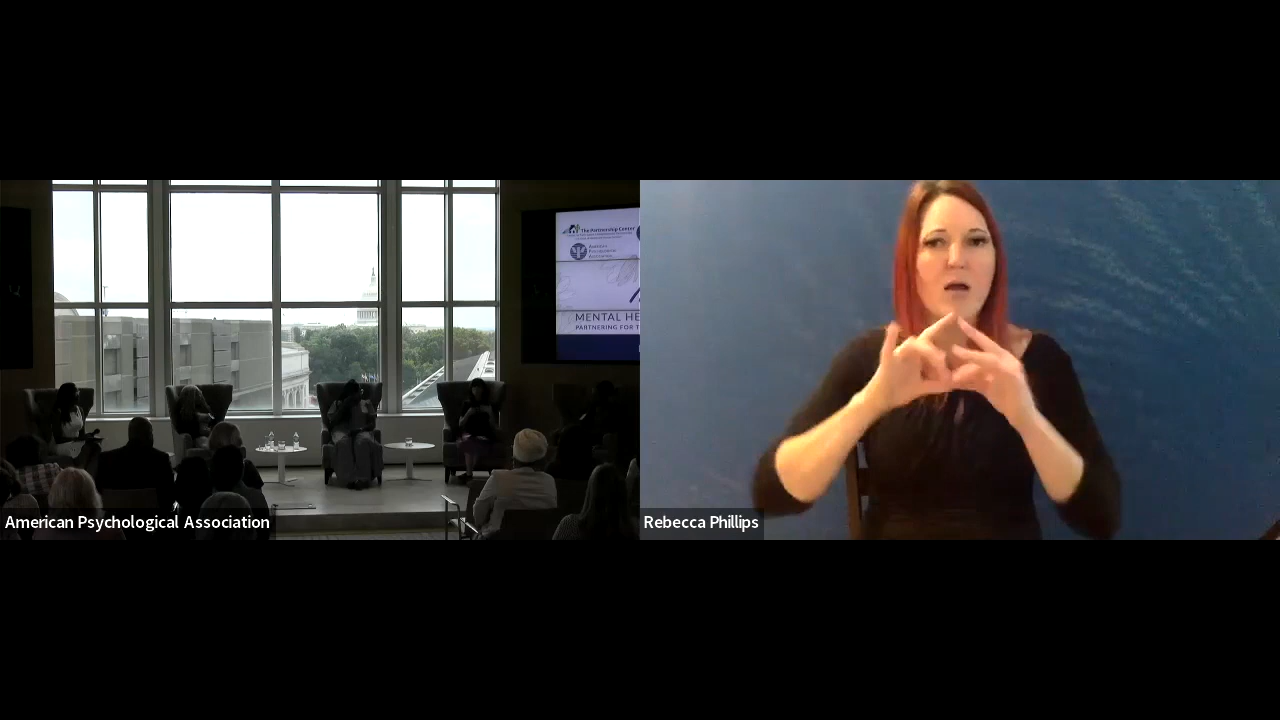 The Partnership Center
American
Psychological
Association
MENTAL HE
PARTNERING FOR T
American Psychological Association
Rebecca Phillips